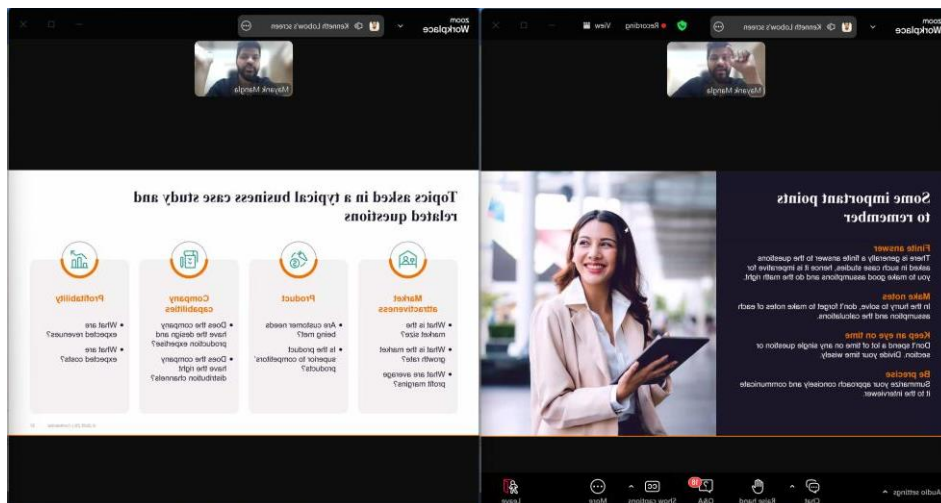 zoom
Workplace
Kenneth Lobow's screen
Recording
View
Mayank Mangla
Some important points
to remember
Finite answer
There is generally a finite answer to the questions
asked in such case studies, hence it is imperative for
you to make good assumptions and do the math right.
Make notes
In the hurry to solve, don't forget to make notes of each
assumption and the calculations.
Keep an eye on time
Don't spend a lot of time on any single question or
section. Divide your time wisely.
Be precise
Summarize your approach concisely and communicate
it to the interviewer.
Audio settings
Chat
Raise hand
18
Q&A
CC
Show captions
More
Leave
zoom
Workplace
Kenneth Lobow's screen
Mayank Mangla
Topics asked in a typical business case study and
related questions
Market
attractiveness
• What is the
market size?
• What is the market
growth rate?
• What are average
profit margins?
Product
• Are customer needs
being met?
• Is the product
superior to competitors'
products?
Company
capabilities
• Does the company
have the design and
production expertise?
• Does the company
have the right
distribution channels?
Profitability
• What are
expected revenues?
• What are
expected costs?